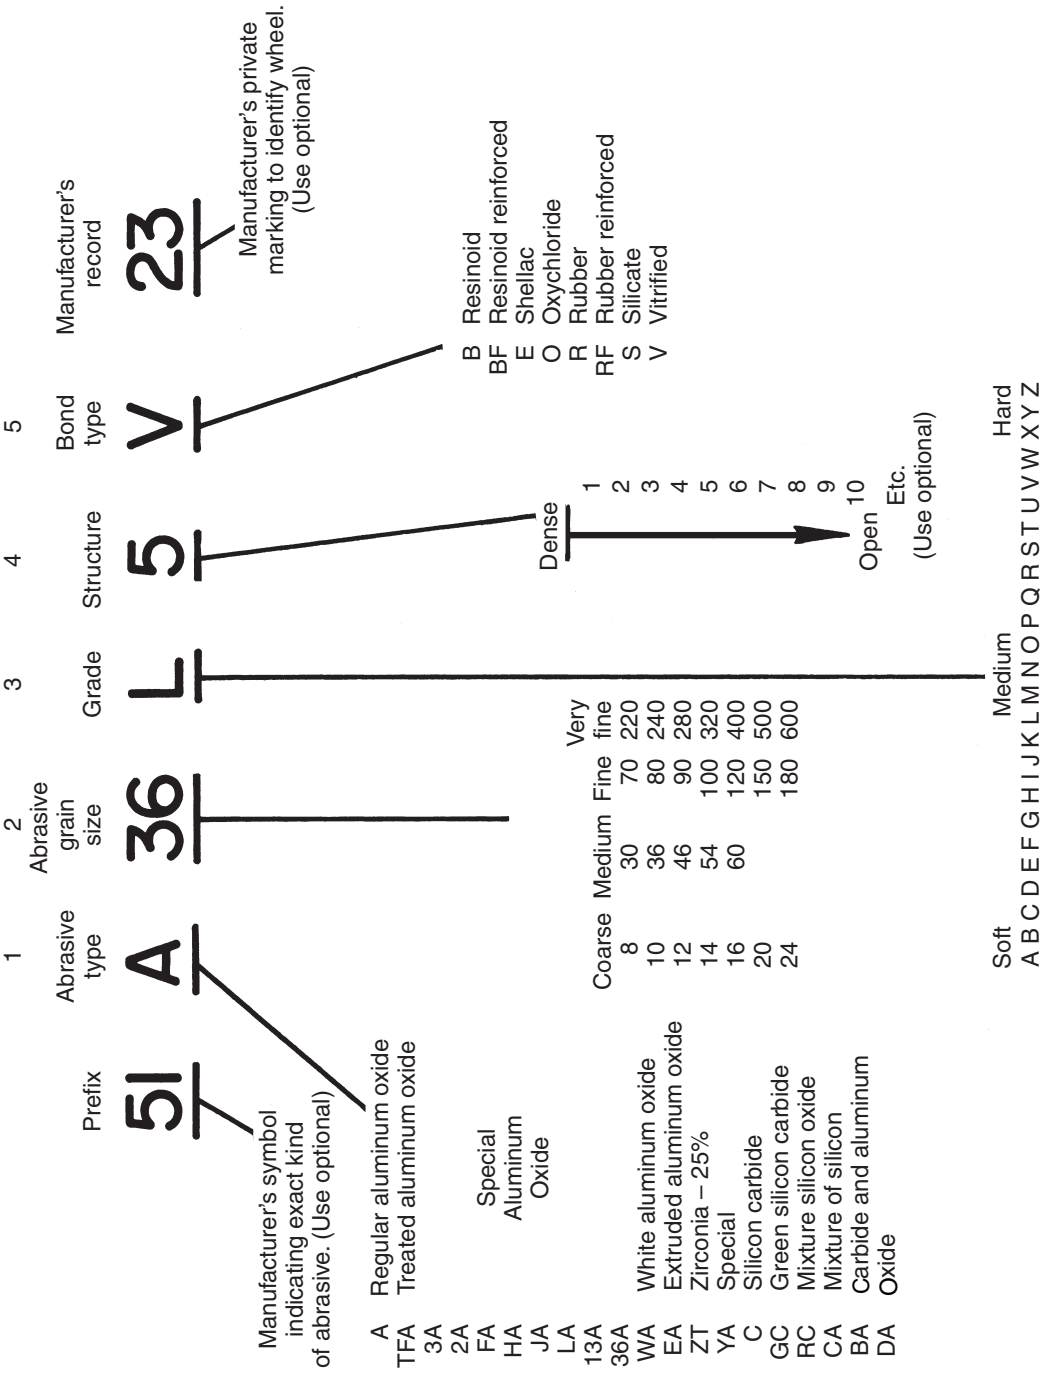 1 2 3 4 5
Prefix
Abrasive type
Abrasive grain size
Grade
Structure
Bond type
Manufacturer's record
51 A 36 L 5 V 23
Manufacturer's symbol
indicating exact kind
of abrasive. (Use optional)
Manufacturer's private
marking to identify wheel.
(Use optional)
A Regular aluminum oxide
TFA Treated aluminum oxide
3A
2A
FA Special
HA Aluminum
JA Oxide
LA
13A
36A
WA White aluminum oxide
EA Extruded aluminum oxide
ZT Zirconia – 25%
YA Special
C Silicon carbide
GC Green silicon carbide
RC Mixture silicon oxide
CA Mixture of silicon
BA Carbide and aluminum
DA Oxide
Coarse Medium Fine Very fine
8 30 70 220
10 36 80 240
12 46 90 280
14 54 100 320
16 60 120 400
20 150 500
24 180 600
Dense
1
2
3
4
5
6
7
8
9
10
Open
Etc.
(Use optional)
B Resinoid
BF Resinoid reinforced
E Shellac
O Oxychloride
R Rubber
RF Rubber reinforced
S Silicate
V Vitrified
Soft Medium Hard
A B C D E F G H I J K L M N O P Q R S T U V W X Y Z